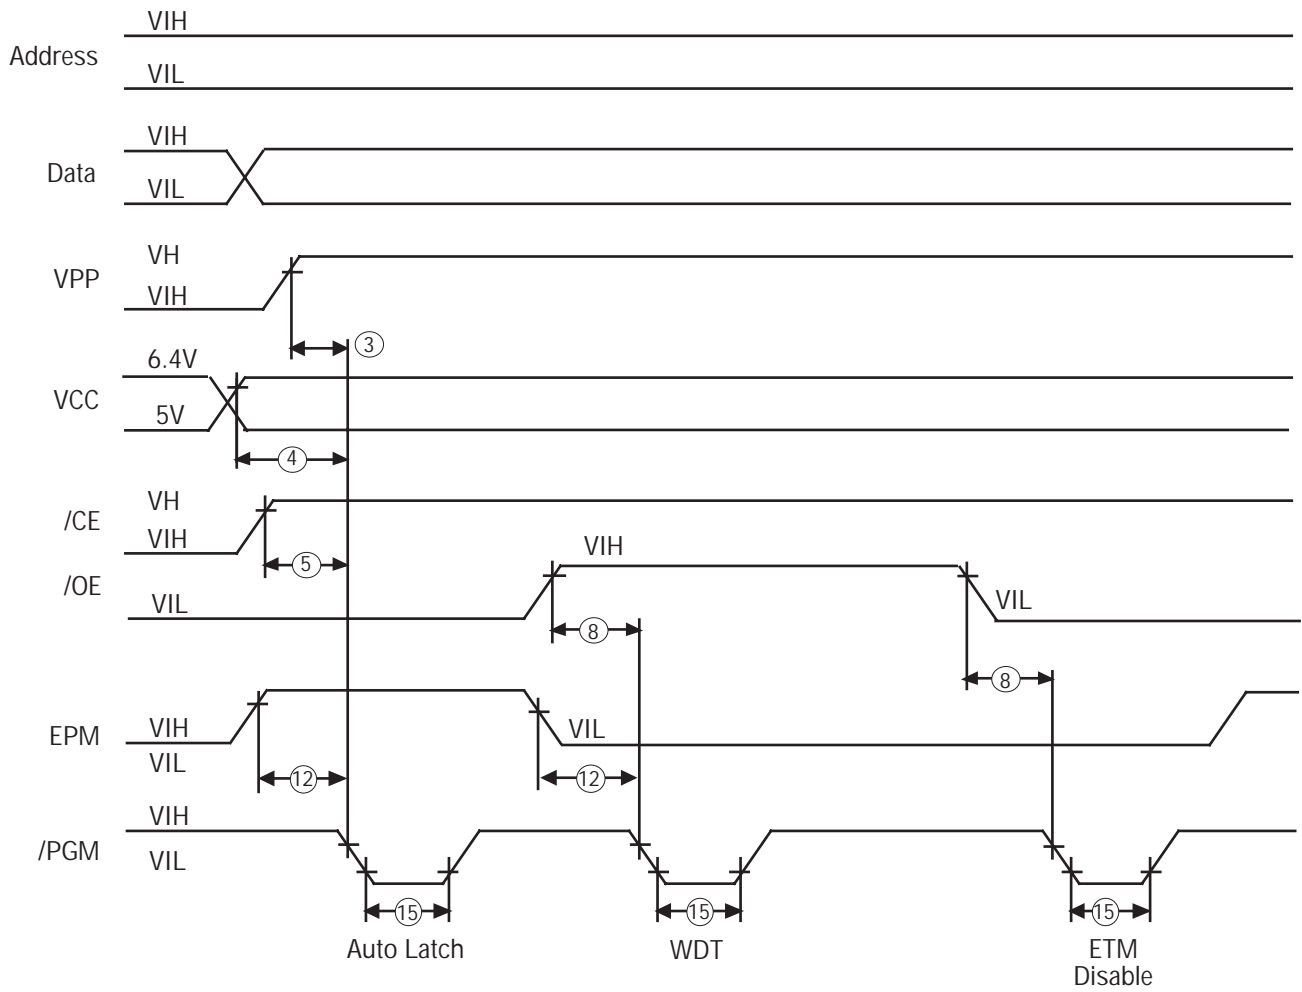 VIH
Address
VIL
VIH
Data
VIL
VH
VPP
VIH
3
6.4V
VCC
5V
4
VH
/CE
VIH
VIH
5
/OE
VIL
VIL
8
8
VIH
VIL
EPM
VIL
12
12
VIH
/PGM
VIL
15
15
15
Auto Latch
WDT
ETM
Disable